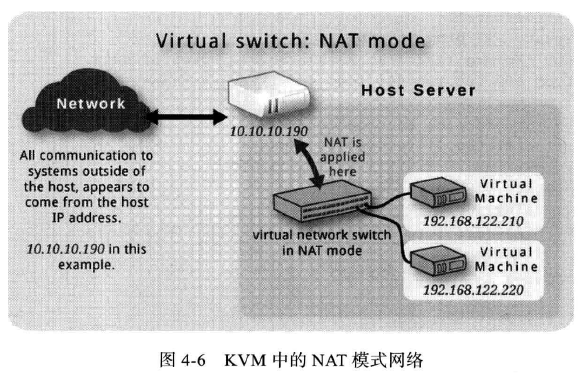 Virtual switch: NAT mode
Network
Host Server
10.10.10.190
NAT is
applied
here
All communication to
systems outside of
the host, appears to
come from the host
IP address.
10.10.10.190 in this
example.
virtual network switch
in NAT mode
Virtual
Machine
192.168.122.210
Virtual
Machine
192.168.122.220
图 4-6 KVM 中的 NAT 模式网络